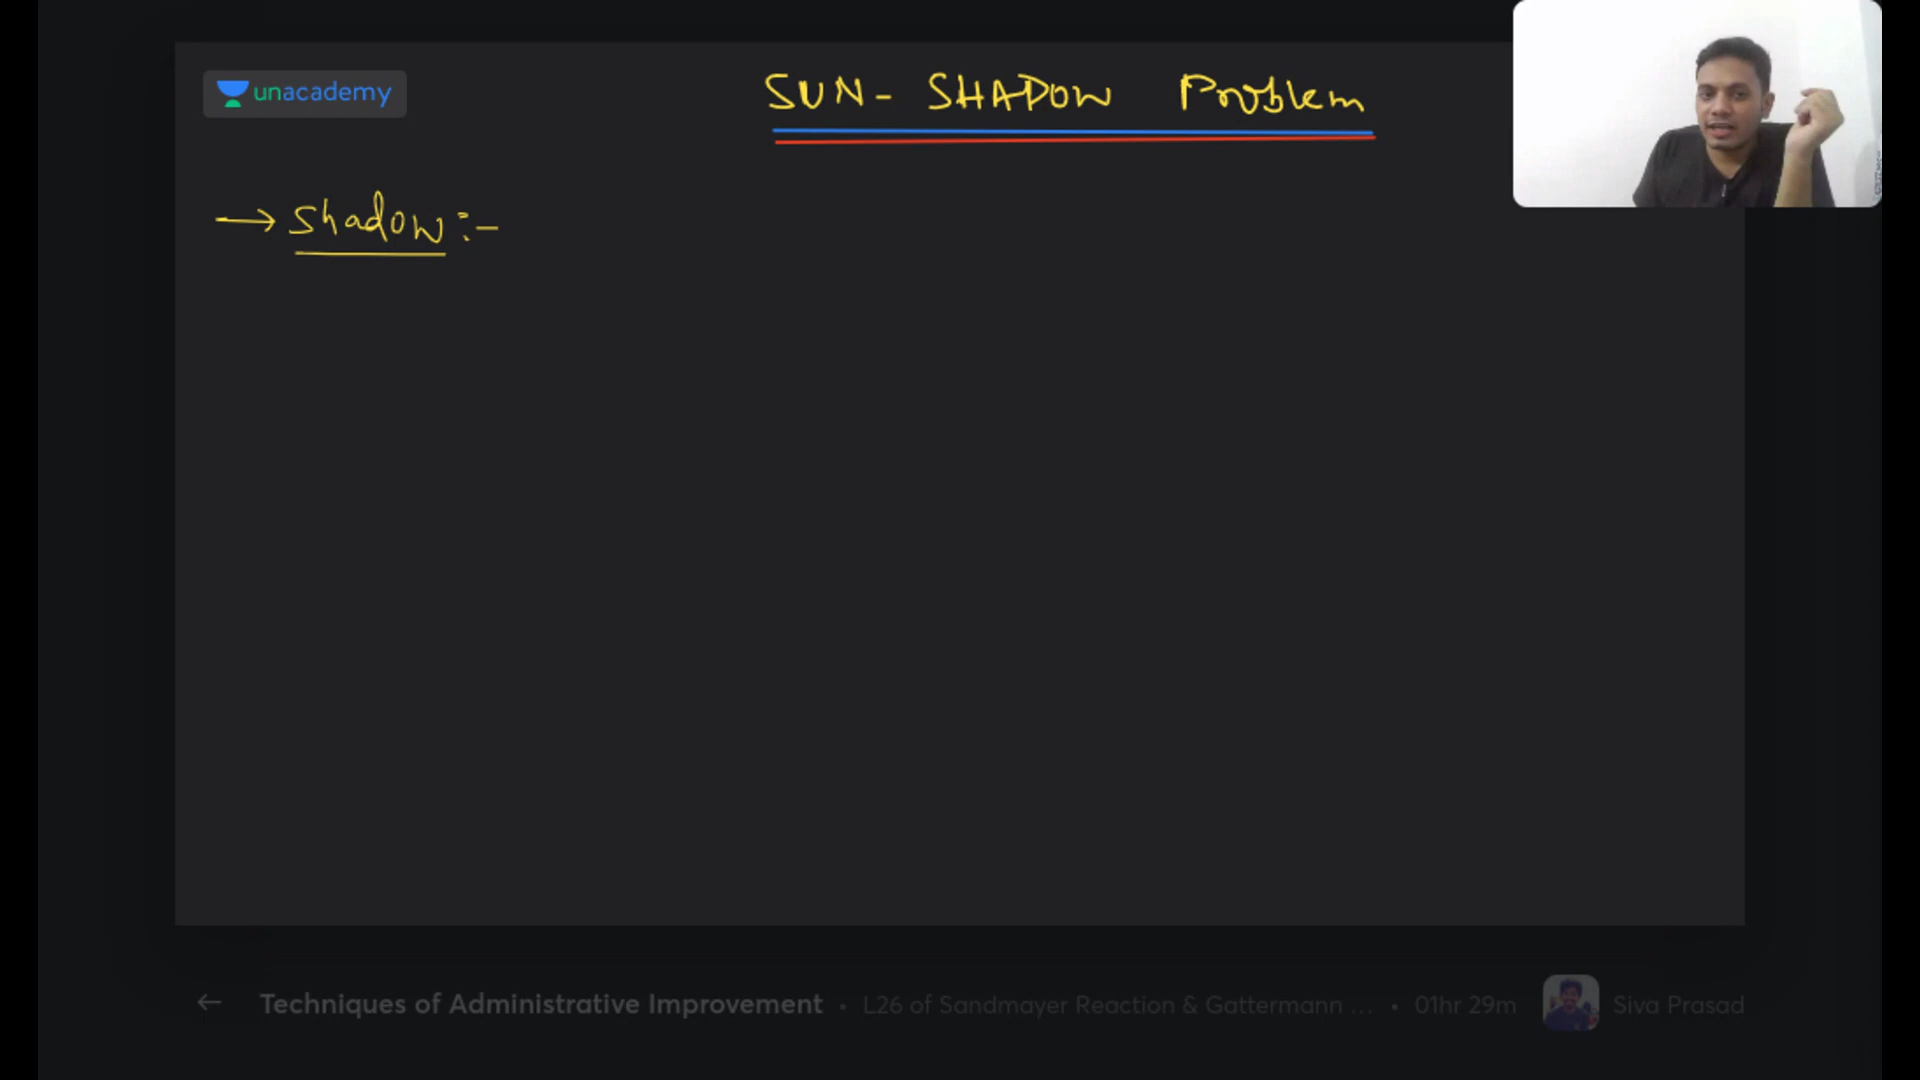 unacademy
SUN - SHADOW Problem
→ Shadow :-
← Techniques of Administrative Improvement • L26 of Sandmayer Reaction & Gattermann ... • 01hr 29m Siva Prasad